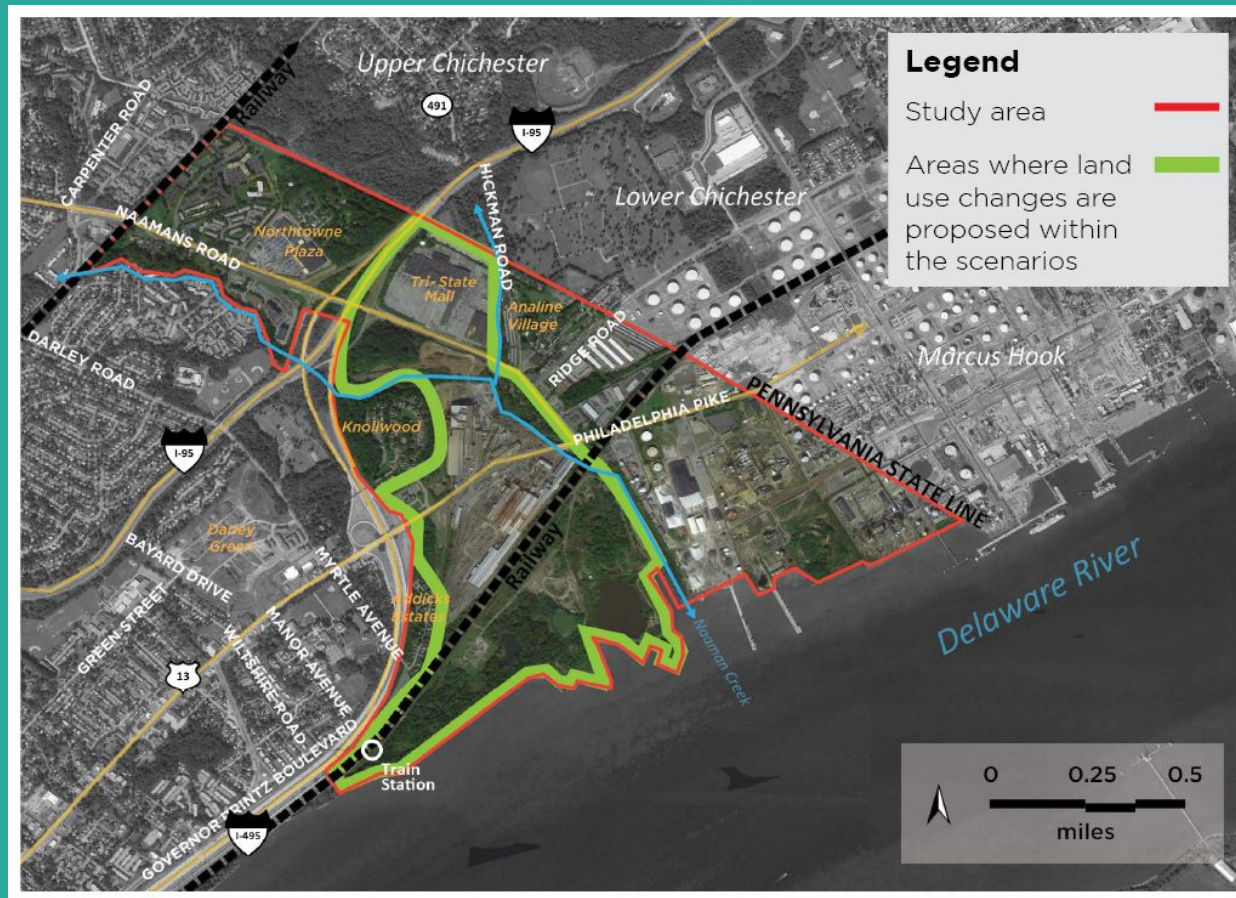 Upper Chichester
491
I-95
Railway
CARPENTER ROAD
HICKMAN ROAD
Lower Chichester
NAAMANS ROAD
Northtowne
Plaza
Tri-State
Mall
Analine
Village
RIDGE ROAD
Marcus Hook
DARLEY ROAD
PENNSYLVANIA STATE LINE
PHILADELPHIA PIKE
Knollwood
I-95
Darley
Green
BAYARD DRIVE
MYRTLE AVENUE
Railway
GREEN STREET
MANOR AVENUE
WILTSHIRE ROAD
Addicks
Estates
Naaman Creek
Delaware River
13
GOVERNOR PRINTZ BOULEVARD
Train
Station
I-495
Legend
Study area
Areas where land
use changes are
proposed within
the scenarios
0 0.25 0.5
miles